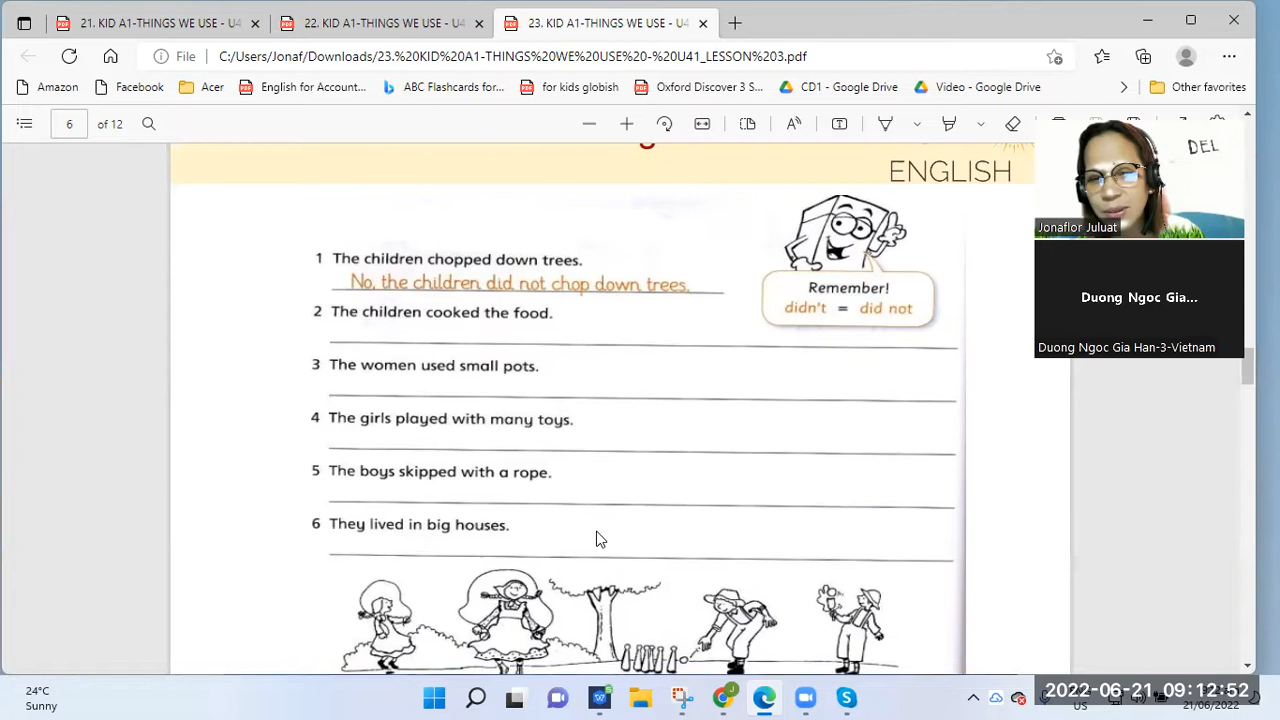 21. KID A1-THINGS WE USE - U4
22. KID A1-THINGS WE USE - U4
23. KID A1-THINGS WE USE - U4
File
C:/Users/Jonaf/Downloads/23.%20KID%20A1-THINGS%20WE%20USE%20-%20U41_LESSON%203.pdf
Amazon
Facebook
Acer
English for Account...
ABC Flashcards for...
for kids globish
Oxford Discover 3 S...
CD1 - Google Drive
Video - Google Drive
Other favorites
6 of 12
ENGLISH
DEL
Jonaflor Juluat
Duong Ngoc Gia...
Duong Ngoc Gia Han-3-Vietnam
1 The children chopped down trees.
No, the children did not chop down trees.
Remember!
didn't = did not
2 The children cooked the food.
3 The women used small pots.
4 The girls played with many toys.
5 The boys skipped with a rope.
6 They lived in big houses.
24°C
Sunny
2022-06-21 09:12:52
US
21/06/2022